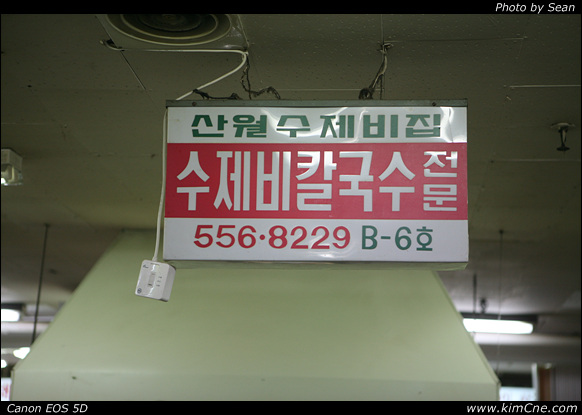 Photo by Sean
산월수제비집
수제비칼국수전문
556·8229 B-6호
Canon EOS 5D
www.kimCne.com